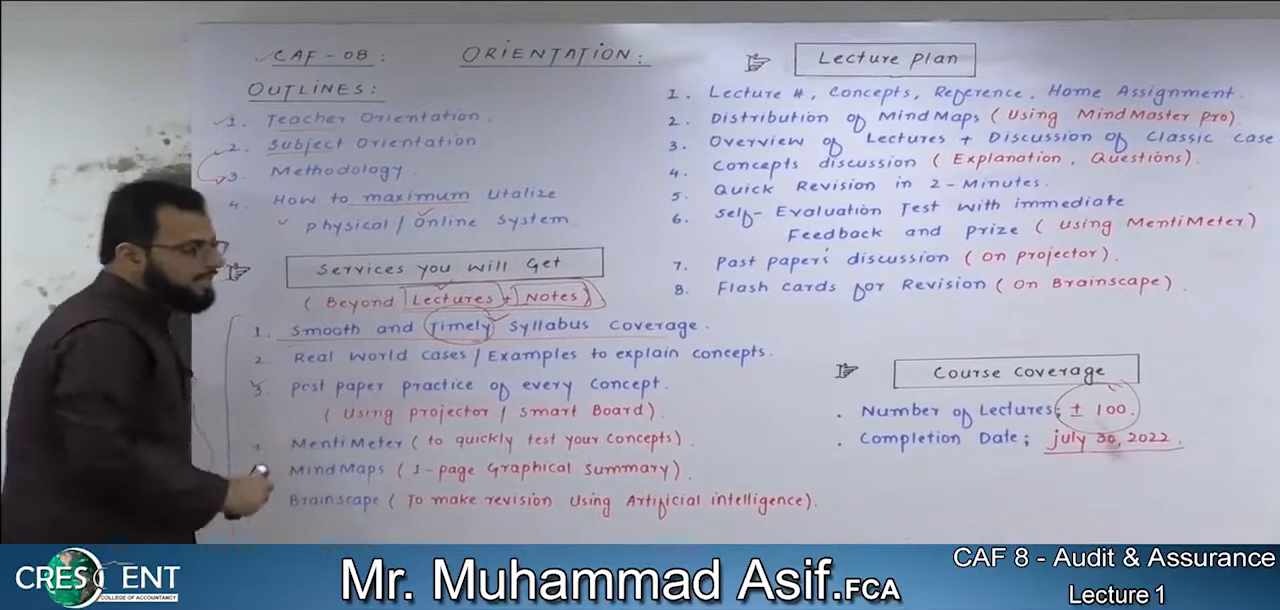 CAF - 08 :
ORIENTATION :
OUTLINES :
1. Teacher Orientation.
2. Subject Orientation
3. Methodology.
4. How to maximum utalize
Physical / Online System.
Services you will Get
( Beyond Lectures + Notes )
1. Smooth and Timely Syllabus Coverage.
2. Real world cases / Examples to explain concepts.
3. Past paper practice of every concept.
( Using projector / Smart Board ).
MentiMeter ( to quickly test your Concepts ).
MindMaps ( 1-page Graphical Summary ).
Brainscape ( To make revision Using Artificial intelligence ).
Lecture Plan
1. Lecture #, Concepts, Reference, Home Assignment.
2. Distribution of MindMaps ( Using MindMaster Pro ).
3. Overview of Lectures + Discussion of Classic Case
4. Concepts discussion ( Explanation, Questions ).
5. Quick Revision in 2-Minutes.
6. Self-Evaluation Test with immediate
Feedback and Prize ( Using MentiMeter )
7. Past paper's discussion ( On projector ).
8. Flash cards for Revision ( On Brainscape ).
Course Coverage
. Number of Lectures; ± 100.
. Completion Date; july 30, 2022.
CRESCENT
COLLEGE OF ACCOUNTANCY
Mr. Muhammad Asif.FCA
CAF 8 - Audit & Assurance
Lecture 1